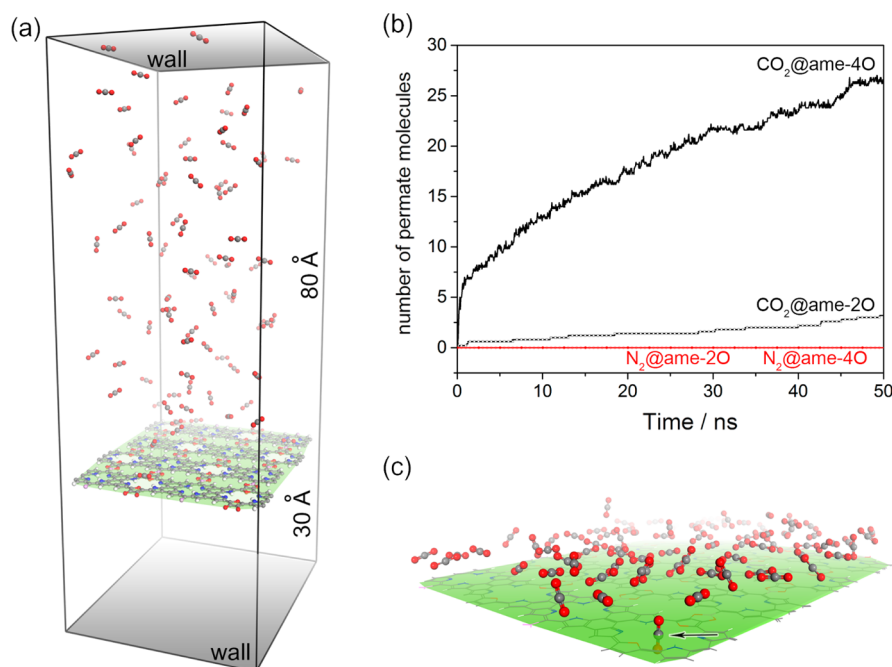 (a)
wall
80 Å
30 Å
wall
(b)
number of permate molecules
30
25
20
15
10
5
0
CO₂@ame-4O
CO₂@ame-2O
N₂@ame-2O N₂@ame-4O
0 10 20 30 40 50
Time / ns
(c)